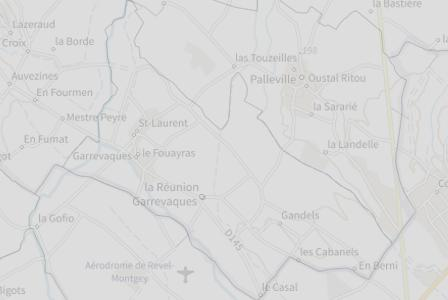 la Bastière
Lazeraud
Croix
la Borde
198
las Touzeilles
Auvezines
Palleville
Oustal Ritou
En Fourmen
la Sararié
Mestre Peyre
St-Laurent
En Fumat
la Landelle
Garrevaques
le Fouayras
la Réunion
Garrevaques
la Gofio
Gandels
D145
les Cabanels
Aérodrome de Revel-
Montgey
En Berni
le Casal